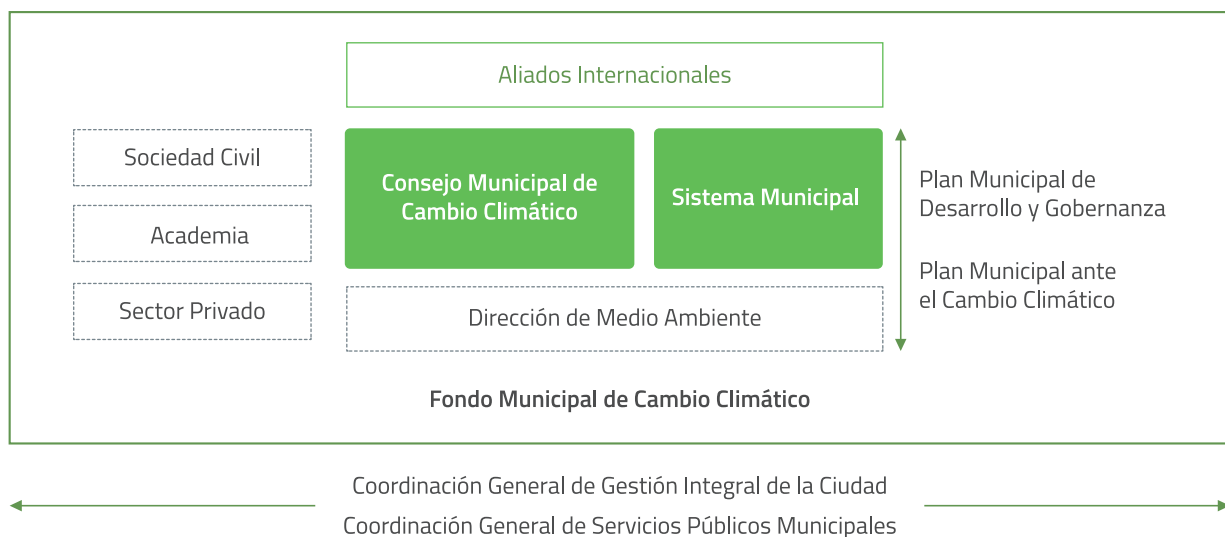 Aliados Internacionales
Sociedad Civil
Academia
Sector Privado
Consejo Municipal de
Cambio Climático
Sistema Municipal
Dirección de Medio Ambiente
Plan Municipal de
Desarrollo y Gobernanza
Plan Municipal ante
el Cambio Climático
Fondo Municipal de Cambio Climático
Coordinación General de Gestión Integral de la Ciudad
Coordinación General de Servicios Públicos Municipales